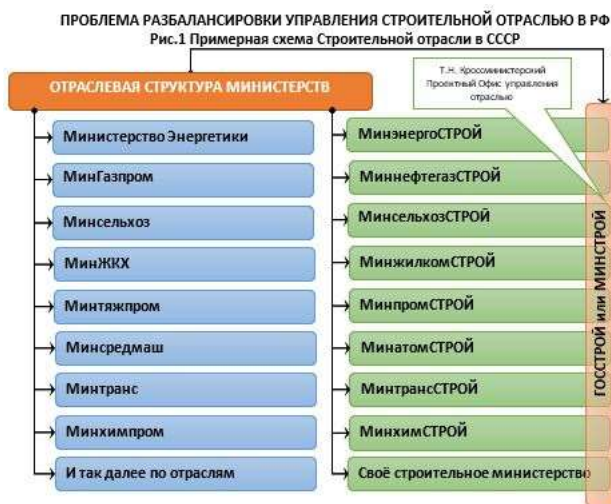 ПРОБЛЕМА РАЗБАЛАНСИРОВКИ УПРАВЛЕНИЯ СТРОИТЕЛЬНОЙ ОТРАСЛЬЮ В РФ
Рис.1 Примерная схема Строительной отрасли в СССР
ОТРАСЛЕВАЯ СТРУКТУРА МИНИСТЕРСТВ
Т.Н. Кроссминистерский
Проектный Офис управления
отраслью
Министерство Энергетики
МинГазпром
Минсельхоз
МинЖКХ
Минтяжпром
Минсредмаш
Минтранс
Минхимпром
И так далее по отраслям
МинэнергоСТРОЙ
МиннефтегазСТРОЙ
МинсельхозСТРОЙ
МинжилкомСТРОЙ
МинпромСТРОЙ
МинатомСТРОЙ
МинтрансСТРОЙ
МинхимСТРОЙ
Своё строительное министерство
ГОССТРОЙ или МИНСТРОЙ